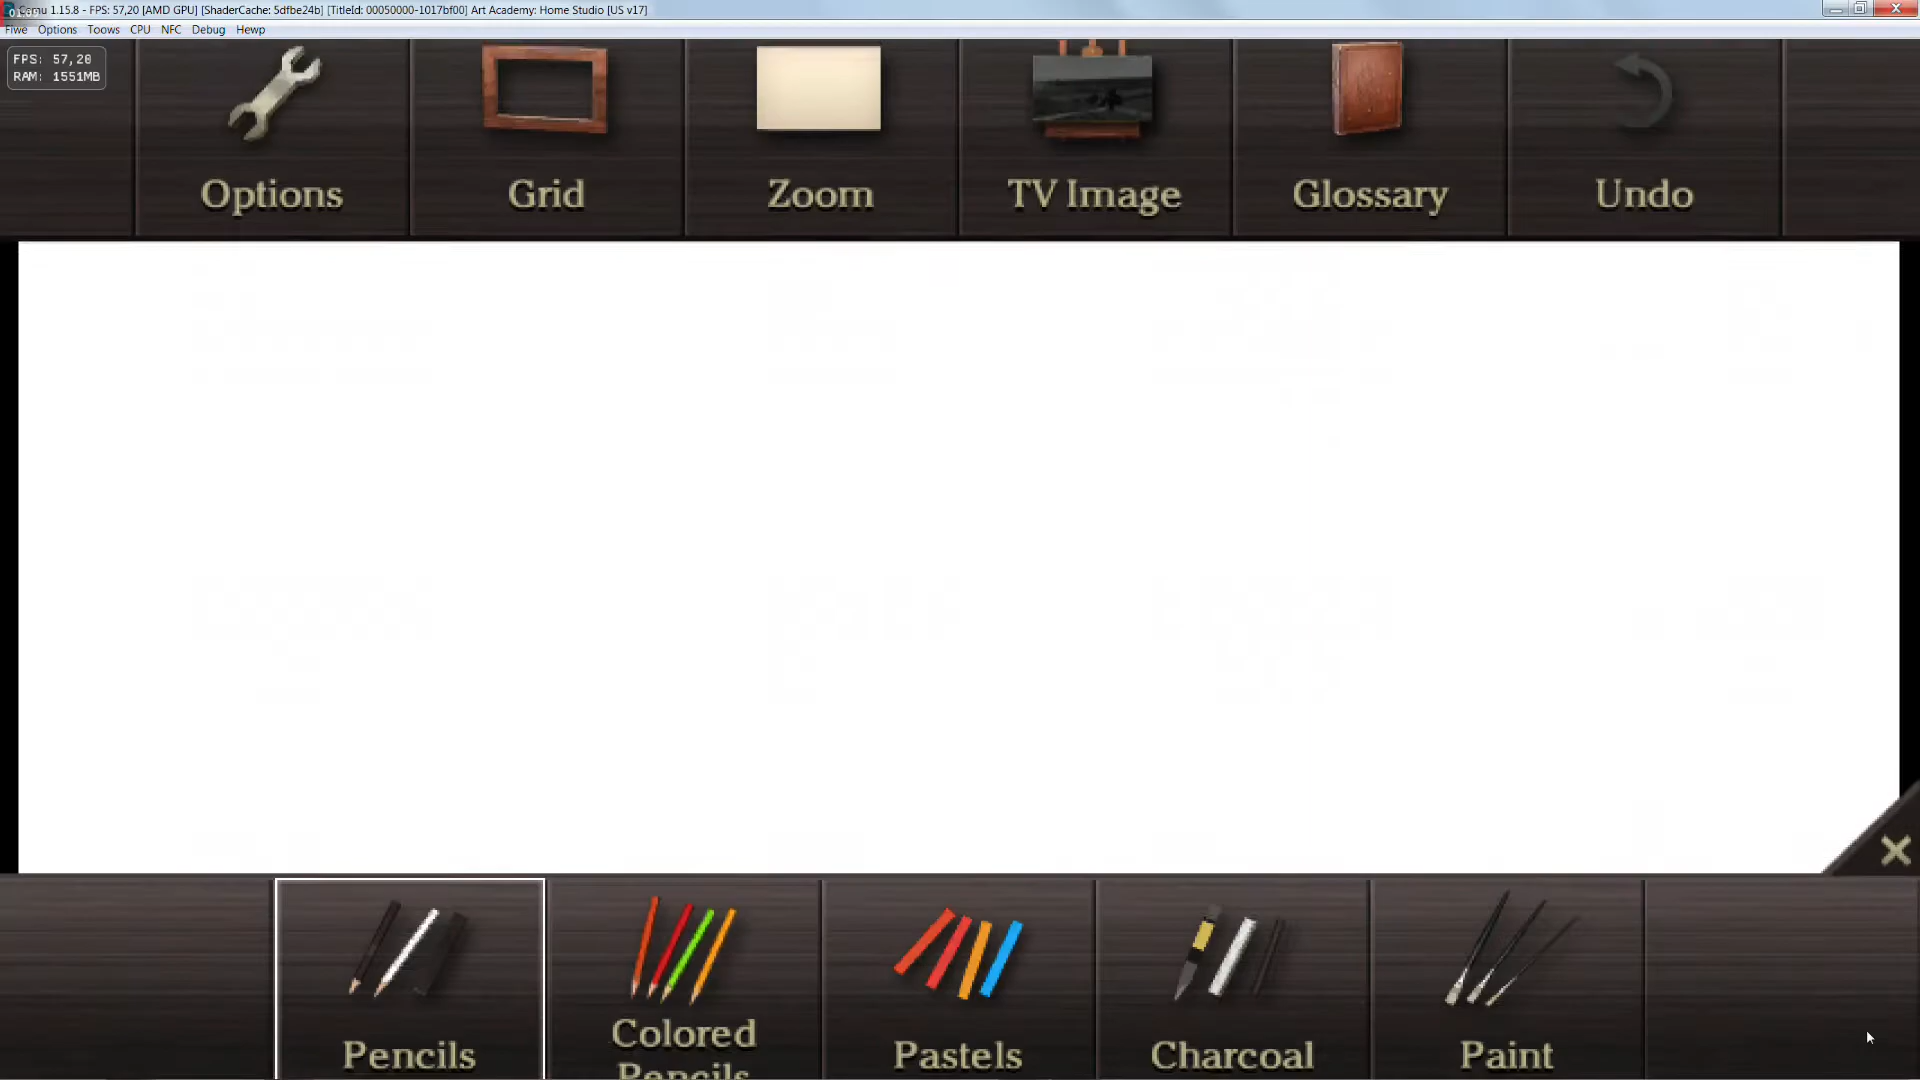 Cemu 1.15.8 - FPS: 57,20 [AMD GPU] [ShaderCache: 5dfbe24b] [TitleId: 00050000-1017bf00] Art Academy: Home Studio [US v17]
Fiwe Options Toows CPU NFC Debug Hewp
FPS: 57,20
RAM: 1551MB
Options Grid Zoom TV Image Glossary Undo
Pencils Colored Pencils Pastels Charcoal Paint